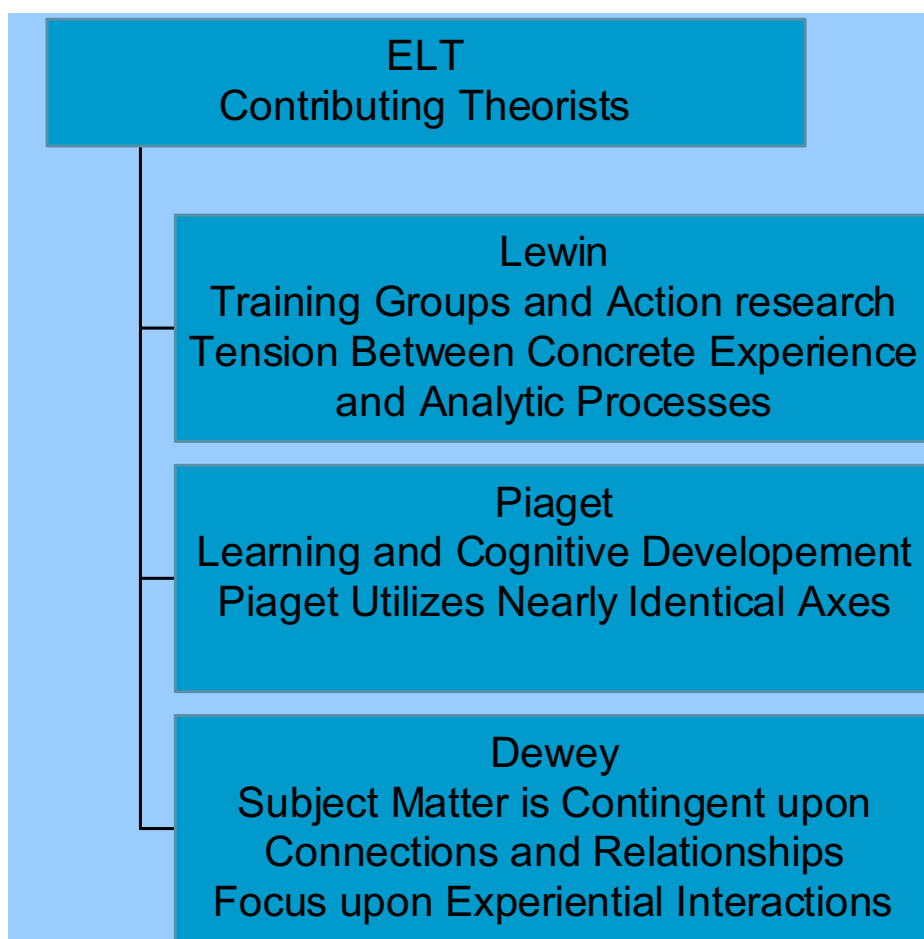 ELT
Contributing Theorists
Lewin
Training Groups and Action research
Tension Between Concrete Experience
and Analytic Processes
Piaget
Learning and Cognitive Developement
Piaget Utilizes Nearly Identical Axes
Dewey
Subject Matter is Contingent upon
Connections and Relationships
Focus upon Experiential Interactions